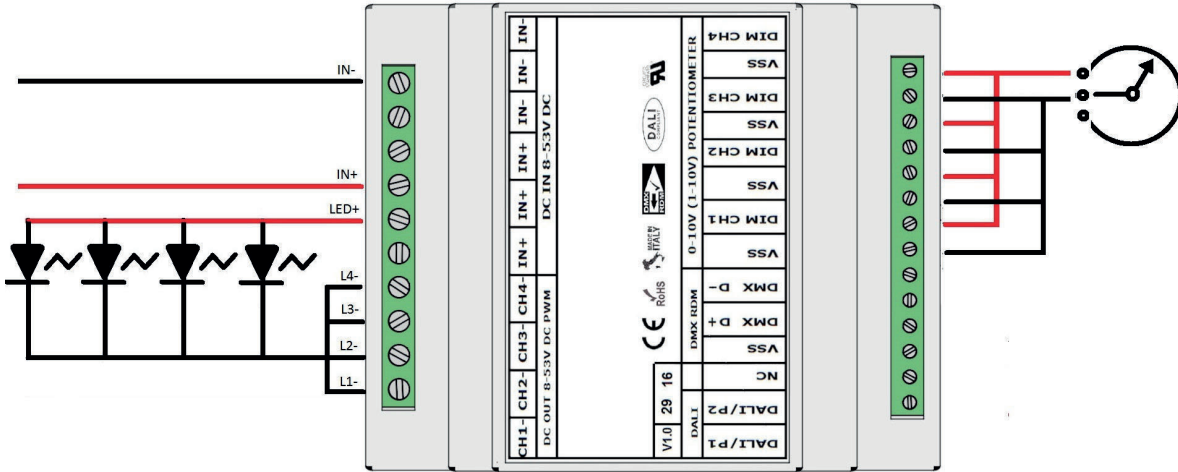 IN-
IN+
LED+
L4-
L3-
L2-
L1-
CH1- CH2- CH3- CH4- IN+ IN+ IN+ IN- IN- IN-
DC OUT 8-53V DC PWM DC IN 8-53V DC
CE RoHS MADE IN ITALY DMX RDM DALI
V1.0 29 16
DALI DMX RDM 0-10V (1-10V) POTENTIOMETER
DIM CH4
VSS
DIM CH3
VSS
DIM CH2
VSS
DIM CH1
VSS
DMX D-
DMX D+
VSS
NC
DALI/P2
DALI/P1